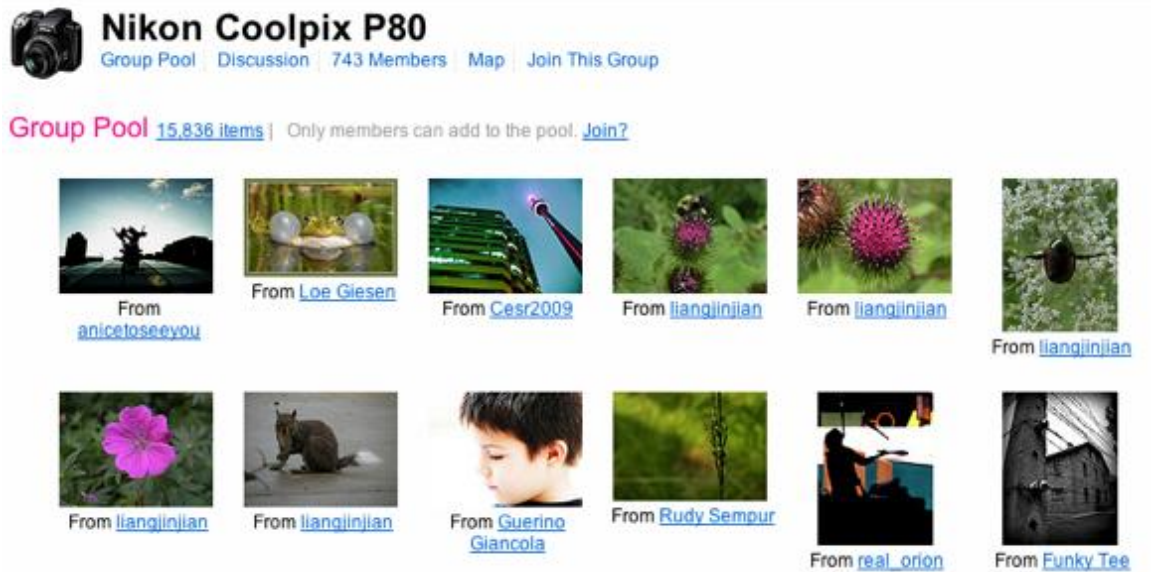 Nikon Coolpix P80
Group Pool Discussion 743 Members Map Join This Group
Group Pool 15,836 items | Only members can add to the pool. Join?
From anicetoseeyou
From Loe Giesen
From Cesr2009
From liangjinjian
From liangjinjian
From liangjinjian
From liangjinjian
From liangjinjian
From Guerino
Giancola
From Rudy Sempur
From real_orion
From Funky Tee